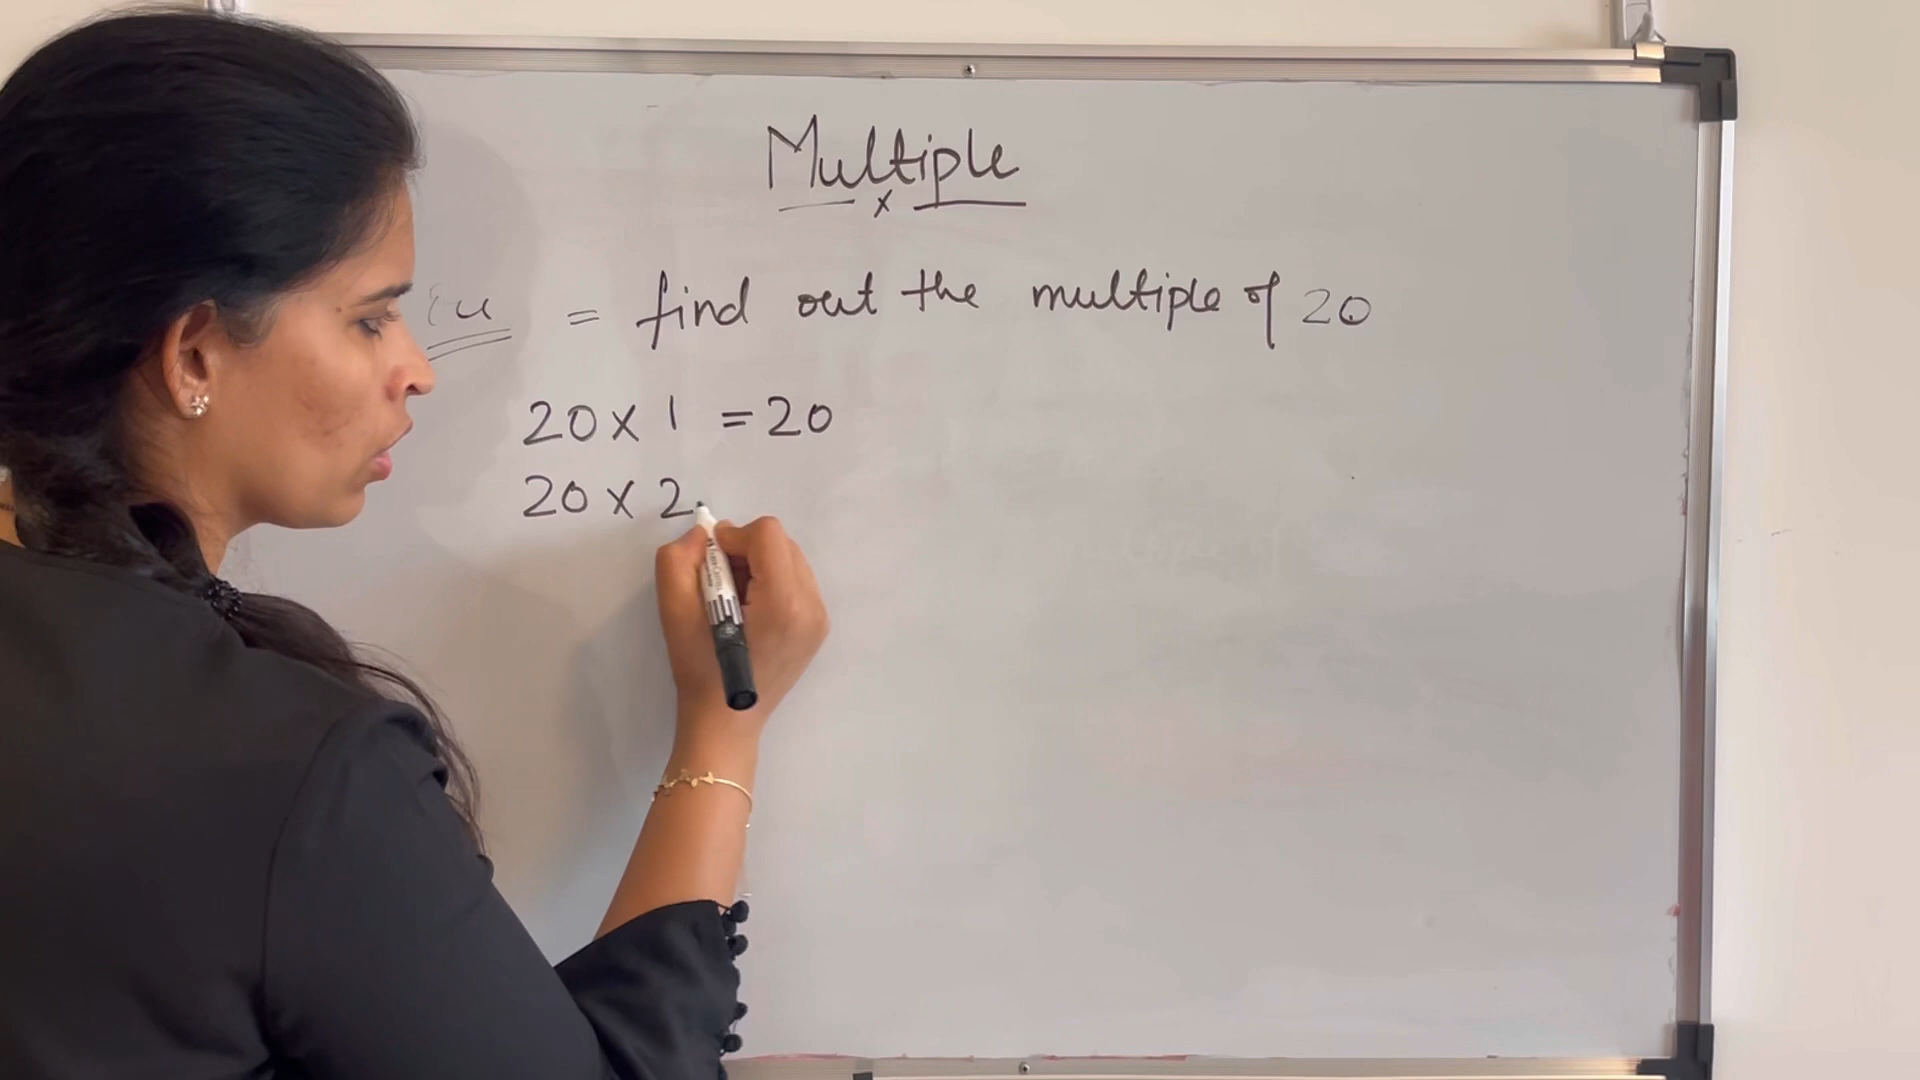 Multiple
x
= find out the multiple of 20
20 x 1 = 20
20 x 2